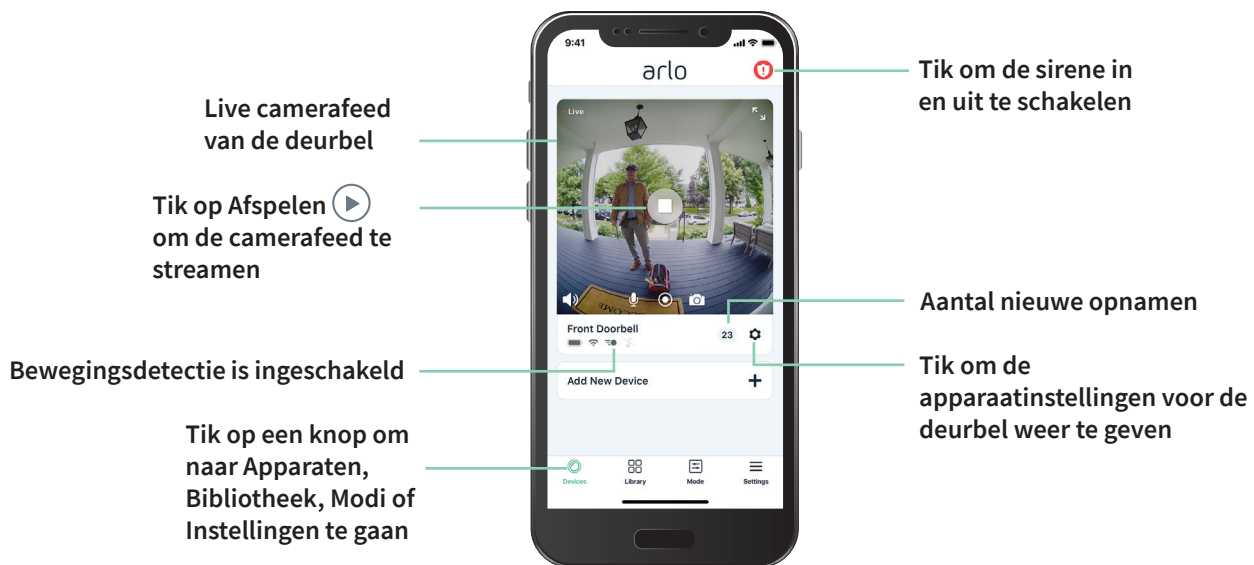 9:41
arlo
Tik om de sirene in
en uit te schakelen
Live camerafeed
van de deurbel
Live
Tik op Afspelen
om de camerafeed te
streamen
WELCOME
Aantal nieuwe opnamen
Front Doorbell
23
Bewegingsdetectie is ingeschakeld
Tik om de
apparaatinstellingen voor de
deurbel weer te geven
Add New Device
Tik op een knop om
naar Apparaten,
Bibliotheek, Modi of
Instellingen te gaan
Devices
Library
Mode
Settings